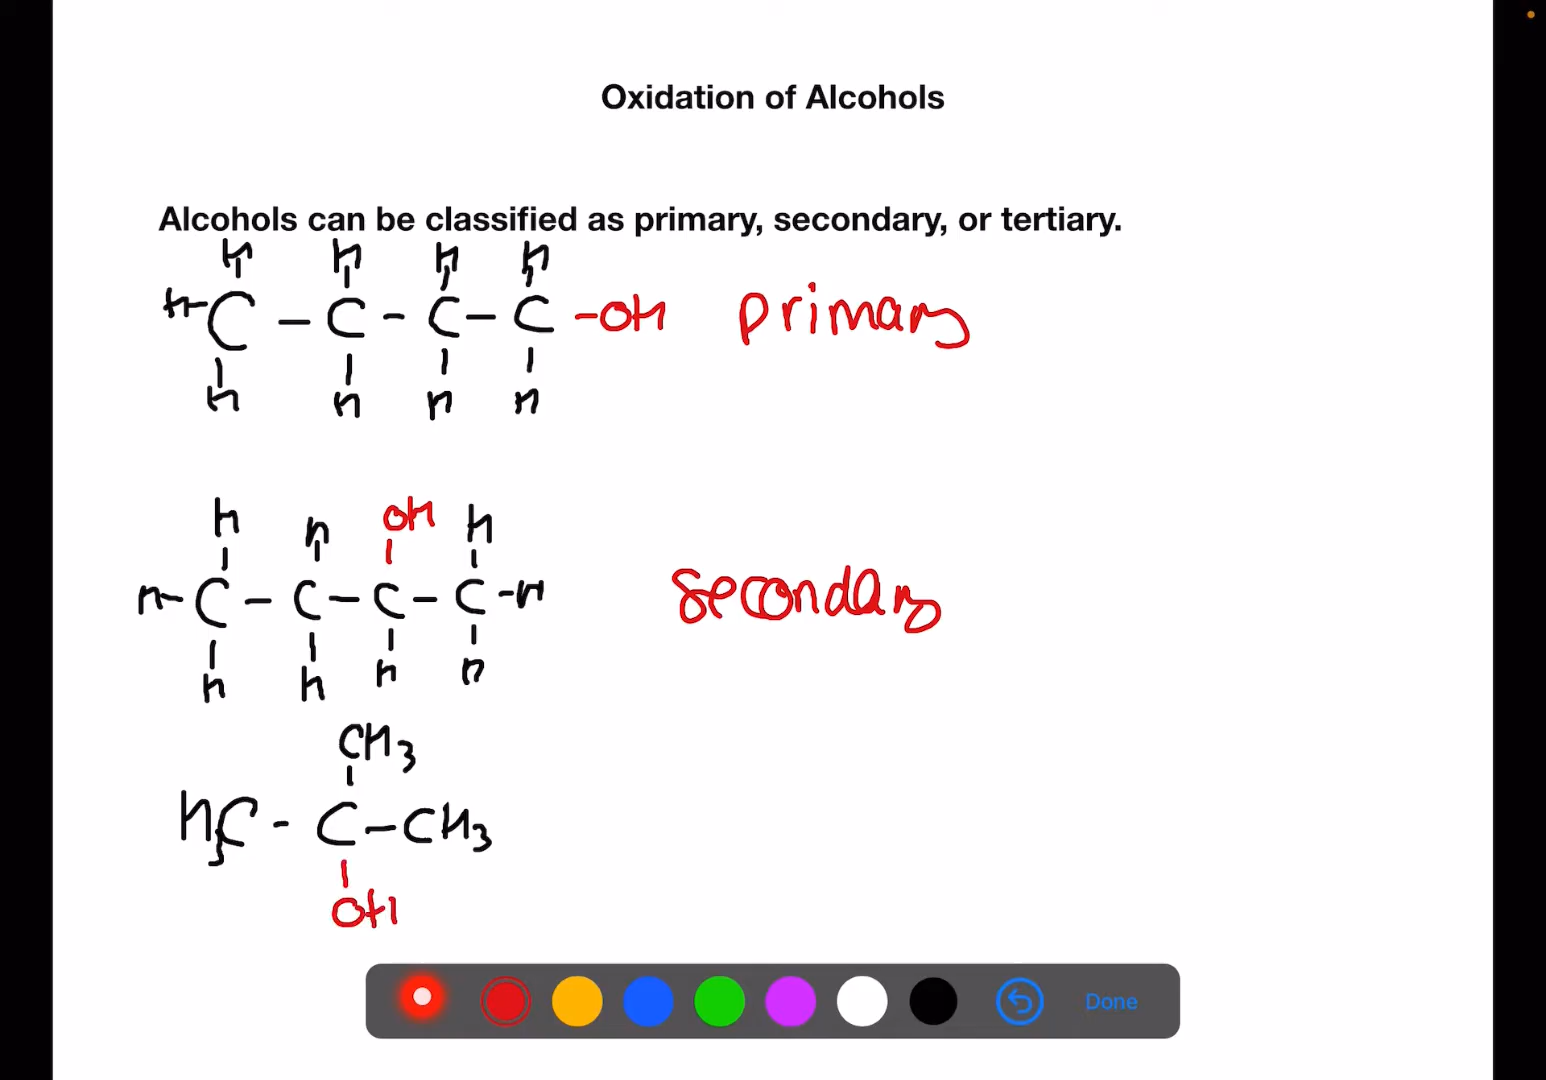 Oxidation of Alcohols
Alcohols can be classified as primary, secondary, or tertiary.
H H H H
H-C - C - C - C -OH primary
H H H H
H H OH H
H-C - C - C - C -H secondary
H H H H
CH3
H3C - C - CH3
OH
Done